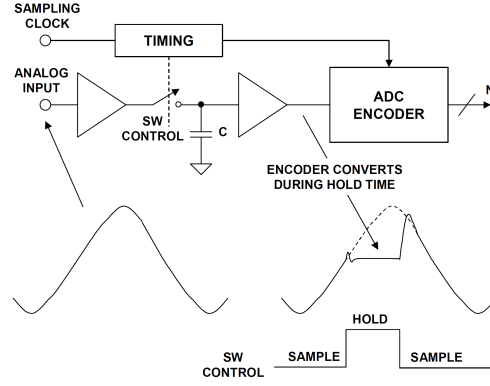 SAMPLING
CLOCK
TIMING
ANALOG
INPUT
SW
CONTROL
C
ADC
ENCODER
N
ENCODER CONVERTS
DURING HOLD TIME
HOLD
SW
CONTROL
SAMPLE
SAMPLE